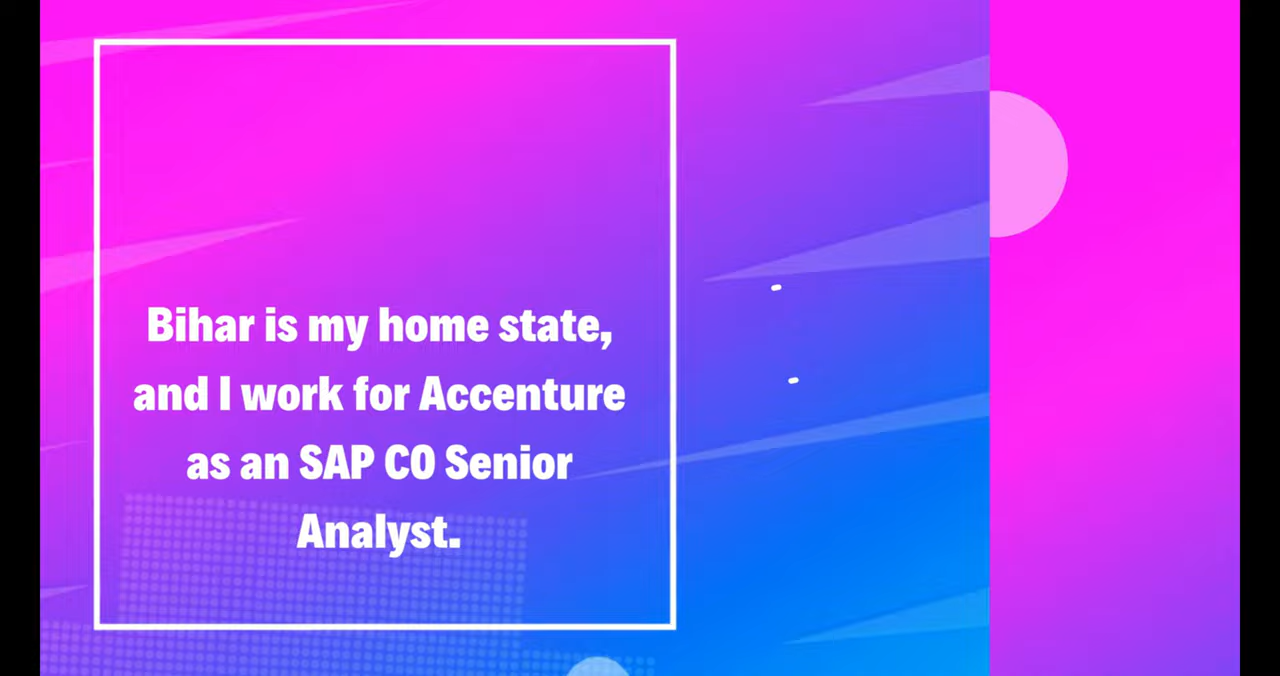 Bihar is my home state,
and I work for Accenture
as an SAP CO Senior
Analyst.